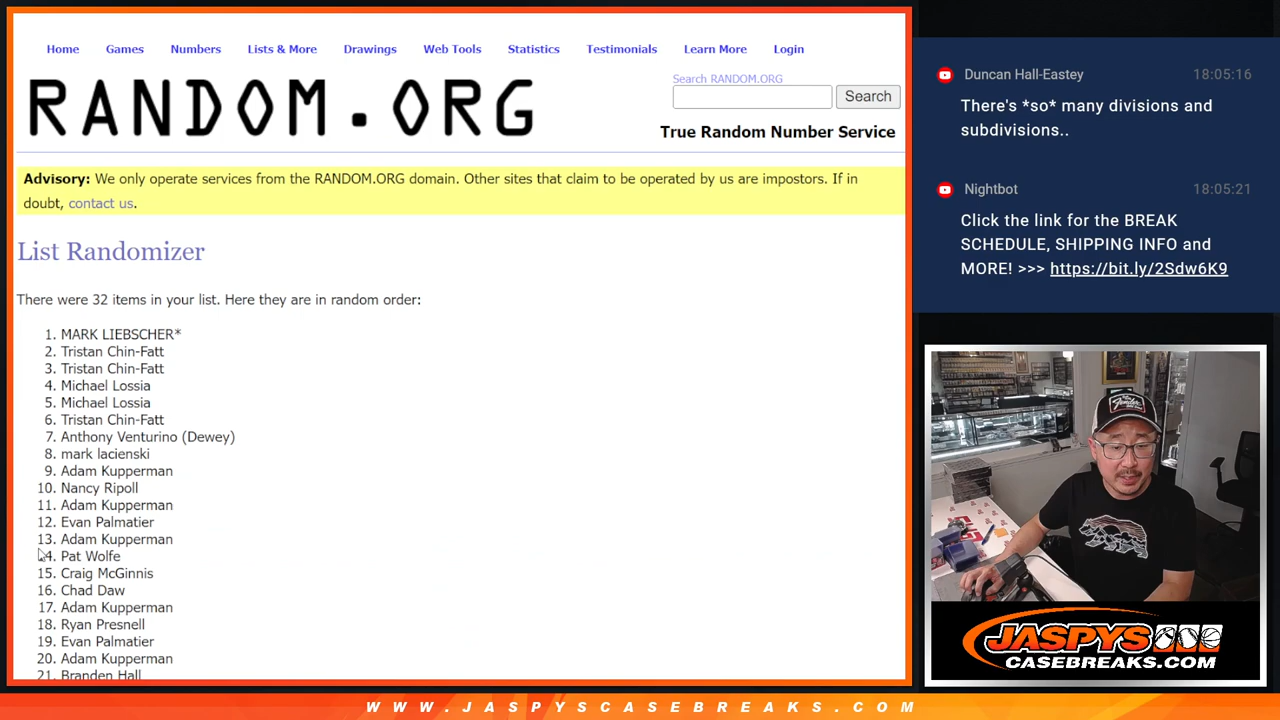 Home Games Numbers Lists & More Drawings Web Tools Statistics Testimonials Learn More Login
RANDOM.ORG
Search RANDOM.ORG
Search
True Random Number Service
Advisory: We only operate services from the RANDOM.ORG domain. Other sites that claim to be operated by us are impostors. If in
doubt, contact us.
List Randomizer
There were 32 items in your list. Here they are in random order:
1. MARK LIEBSCHER*
2. Tristan Chin-Fatt
3. Tristan Chin-Fatt
4. Michael Lossia
5. Michael Lossia
6. Tristan Chin-Fatt
7. Anthony Venturino (Dewey)
8. mark lacienski
9. Adam Kupperman
10. Nancy Ripoll
11. Adam Kupperman
12. Evan Palmatier
13. Adam Kupperman
14. Pat Wolfe
15. Craig McGinnis
16. Chad Daw
17. Adam Kupperman
18. Ryan Presnell
19. Evan Palmatier
20. Adam Kupperman
21. Branden Hall
Duncan Hall-Eastey 18:05:16
There's *so* many divisions and
subdivisions..
Nightbot 18:05:21
Click the link for the BREAK
SCHEDULE, SHIPPING INFO and
MORE! >>> https://bit.ly/2Sdw6K9
Fender
JASPYS
CASEBREAKS.COM
WWW.JASPYSCASEBREAKS.COM